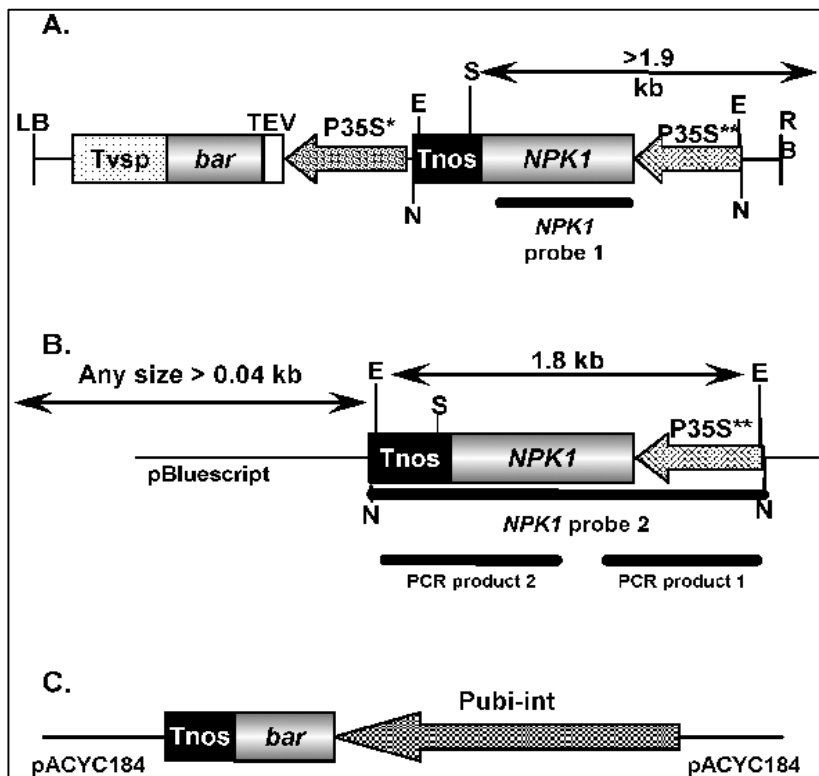 A.
>1.9
kb
S
E
E
LB
P35S*
P35S**
R
B
Tvsp
bar
TEV
Tnos
NPK1
N
N
NPK1
probe 1
B.
Any size > 0.04 kb
E
1.8 kb
E
S
P35S**
Tnos
NPK1
pBluescript
N
N
NPK1 probe 2
PCR product 2
PCR product 1
C.
Pubi-int
Tnos
bar
pACYC184
pACYC184